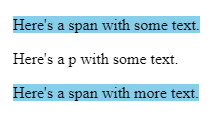 Here's a span with some text.
Here's a p with some text.
Here's a span with more text.